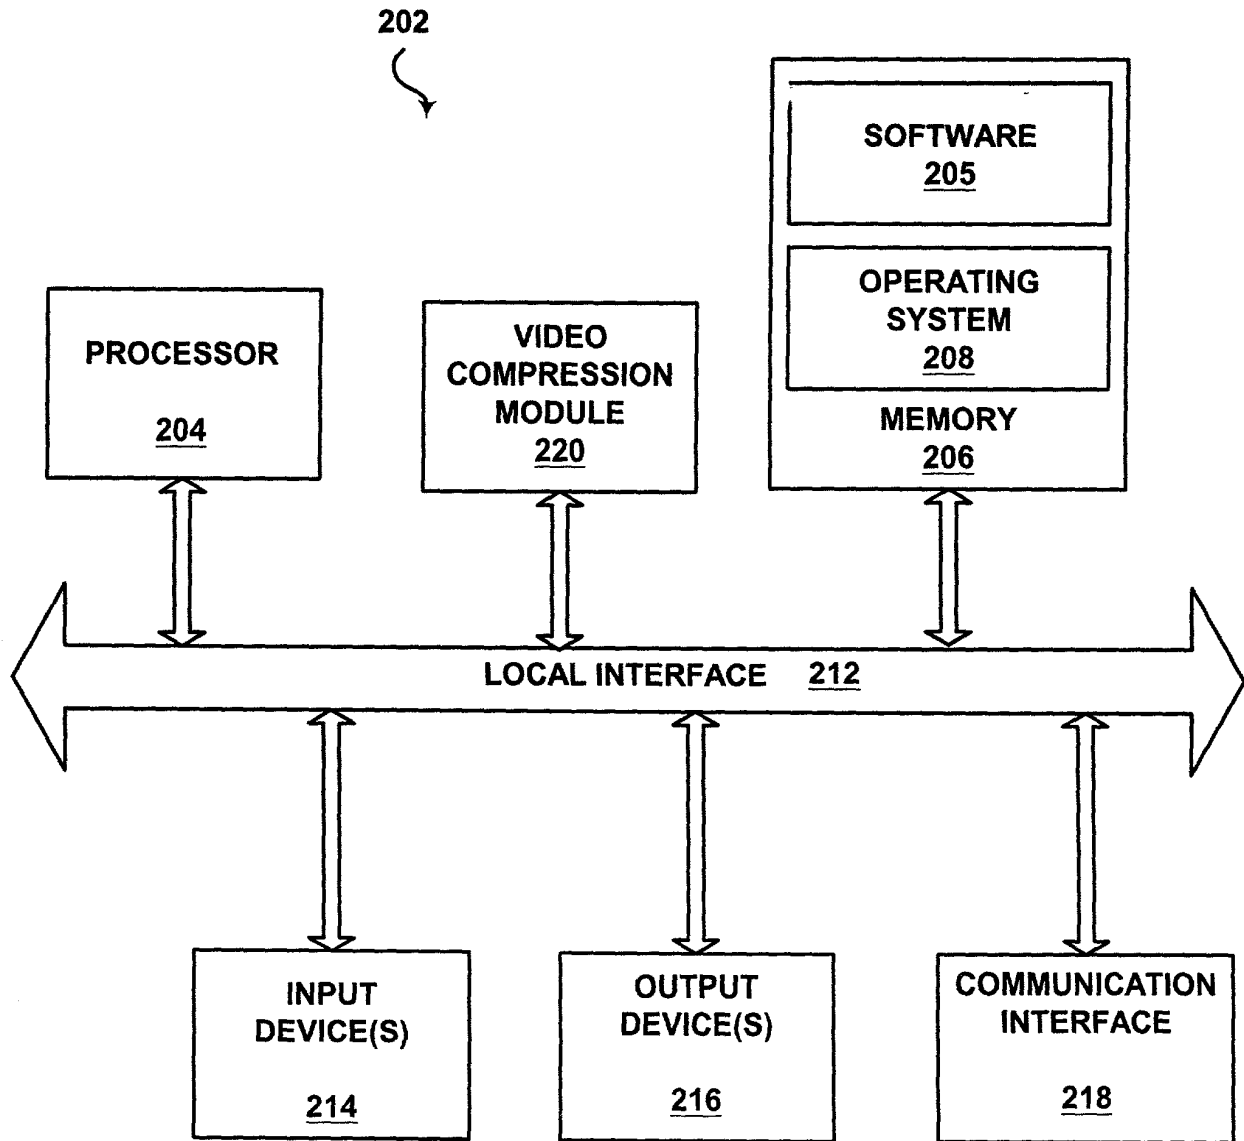 202
SOFTWARE
205
OPERATING
SYSTEM
208
MEMORY
206
PROCESSOR
204
VIDEO
COMPRESSION
MODULE
220
LOCAL INTERFACE 212
INPUT
DEVICE(S)
214
OUTPUT
DEVICE(S)
216
COMMUNICATION
INTERFACE
218